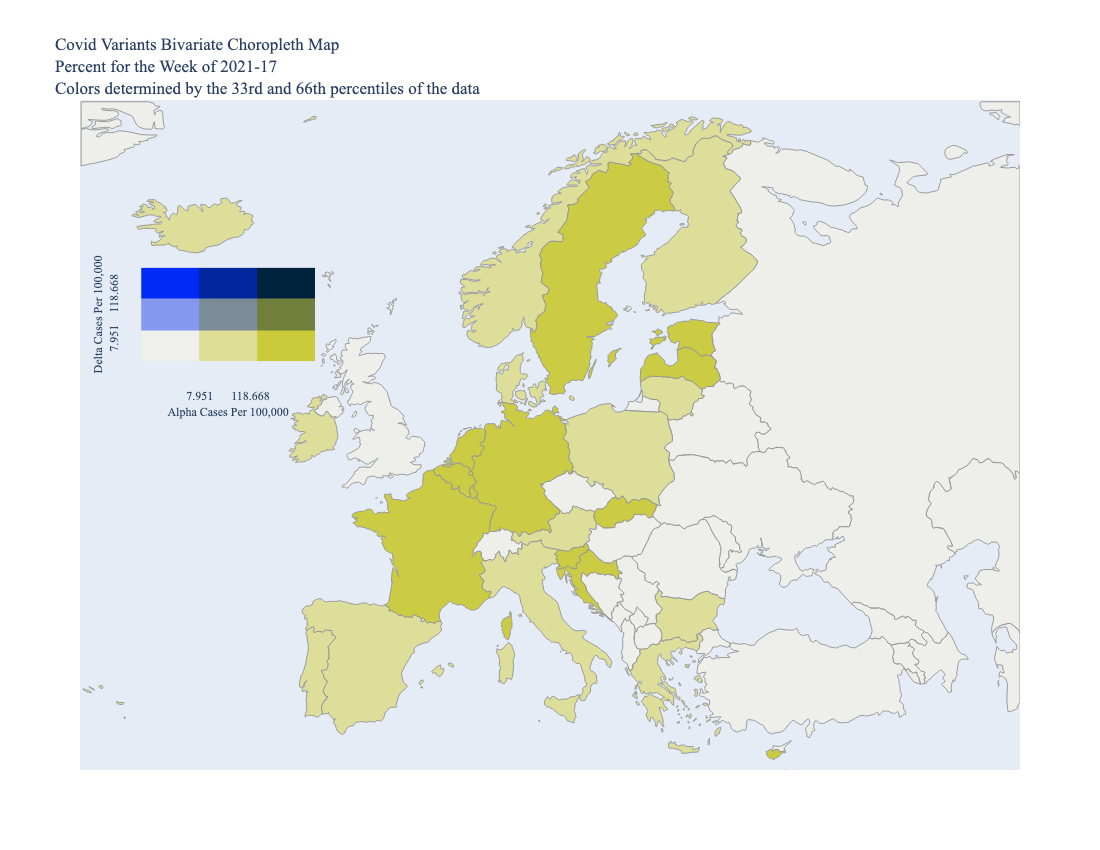 Covid Variants Bivariate Choropleth Map
Percent for the Week of 2021-17
Colors determined by the 33rd and 66th percentiles of the data
Delta Cases Per 100,000
7.951 118.668
7.951 118.668
Alpha Cases Per 100,000